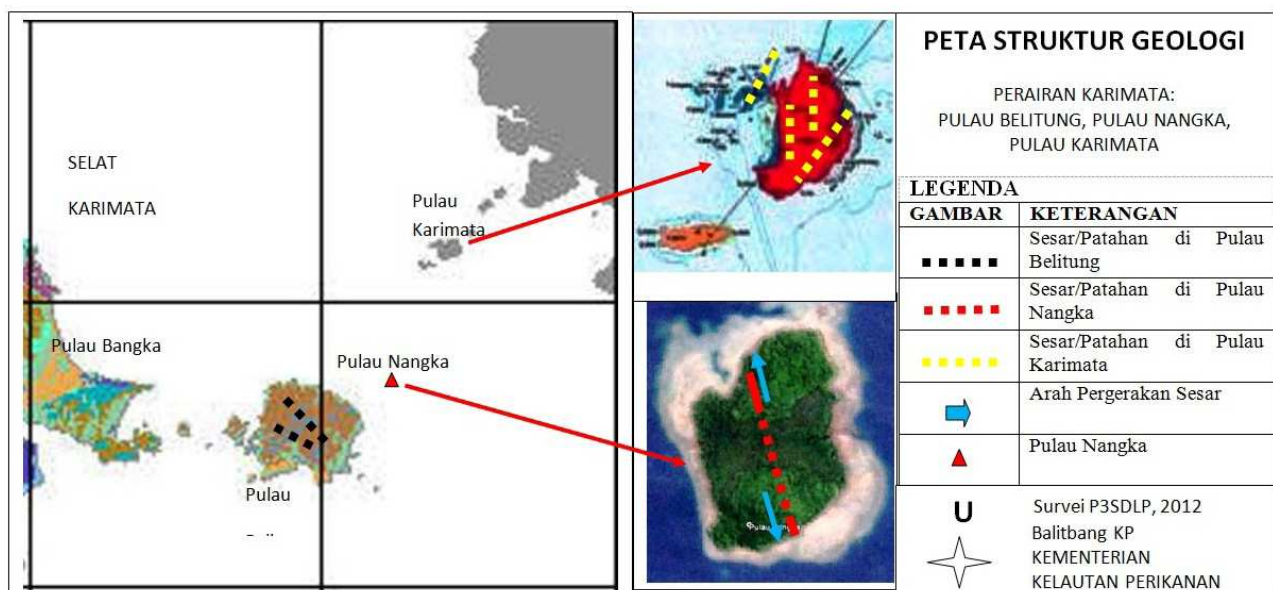 SELAT
KARIMATA
Pulau
Karimata
Pulau Bangka
Pulau Nangka
Pulau
PETA STRUKTUR GEOLOGI
PERAIRAN KARIMATA:
PULAU BELITUNG, PULAU NANGKA,
PULAU KARIMATA
LEGENDA
GAMBAR KETERANGAN
Sesar/Patahan di Pulau
Belitung
Sesar/Patahan di Pulau
Nangka
Sesar/Patahan di Pulau
Karimata
Arah Pergerakan Sesar
Pulau Nangka
U
Survei P3SDLP, 2012
Balitbang KP
KEMENTERIAN
KELAUTAN PERIKANAN